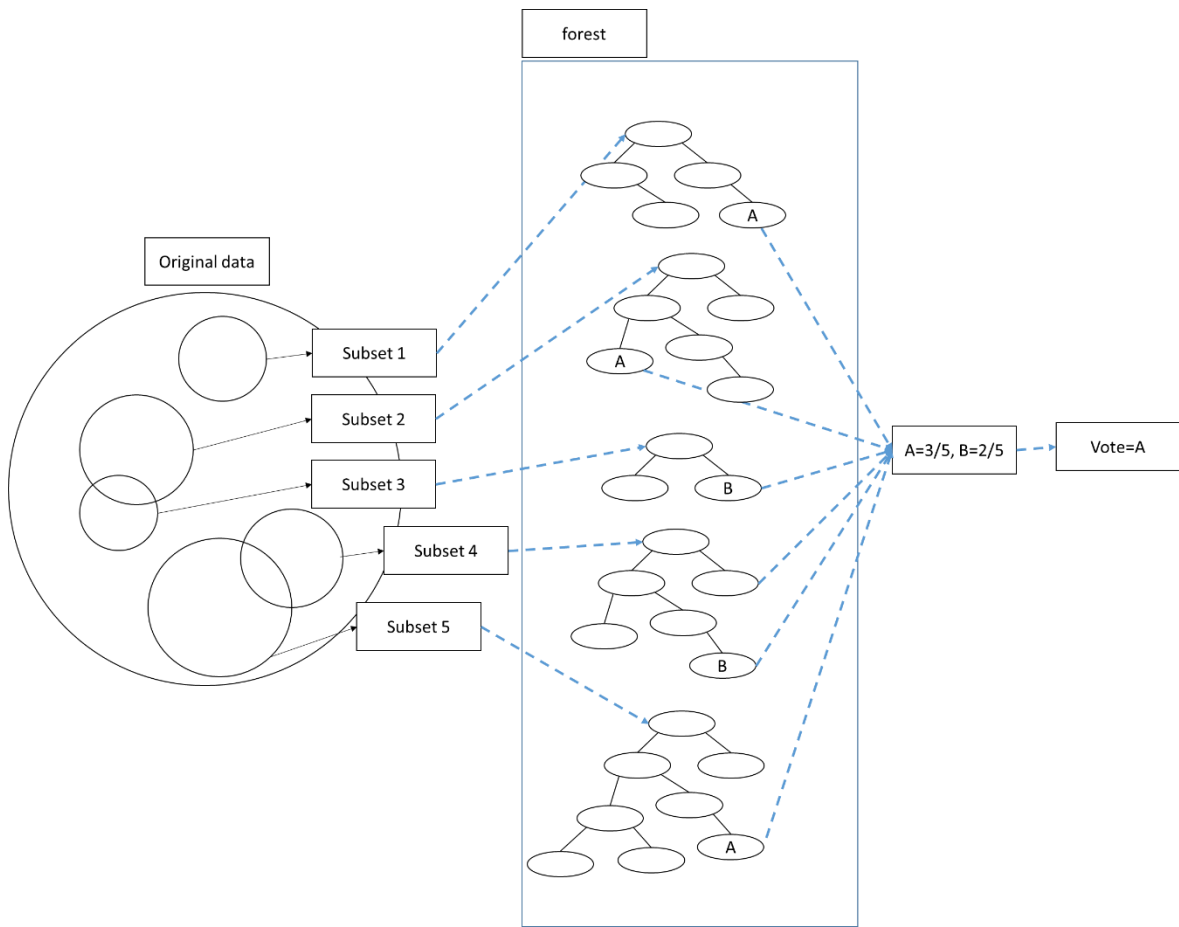 forest
A
Original data
Subset 1
A
Subset 2
A=3/5, B=2/5
Vote=A
Subset 3
B
Subset 4
Subset 5
B
A